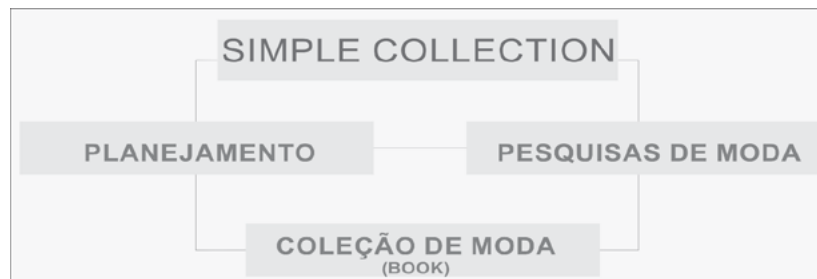 SIMPLE COLLECTION
PLANEJAMENTO
PESQUISAS DE MODA
COLEÇÃO DE MODA
(BOOK)